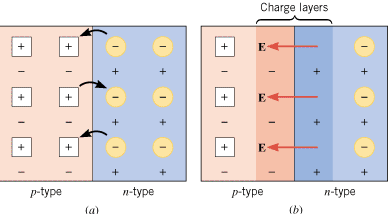 Charge layers
+ + − − + E −
− − + + − − + +
+ + − − + E −
− − + + − − + +
+ + − − + E −
− − + + − − + +
p-type n-type p-type n-type
(a) (b)